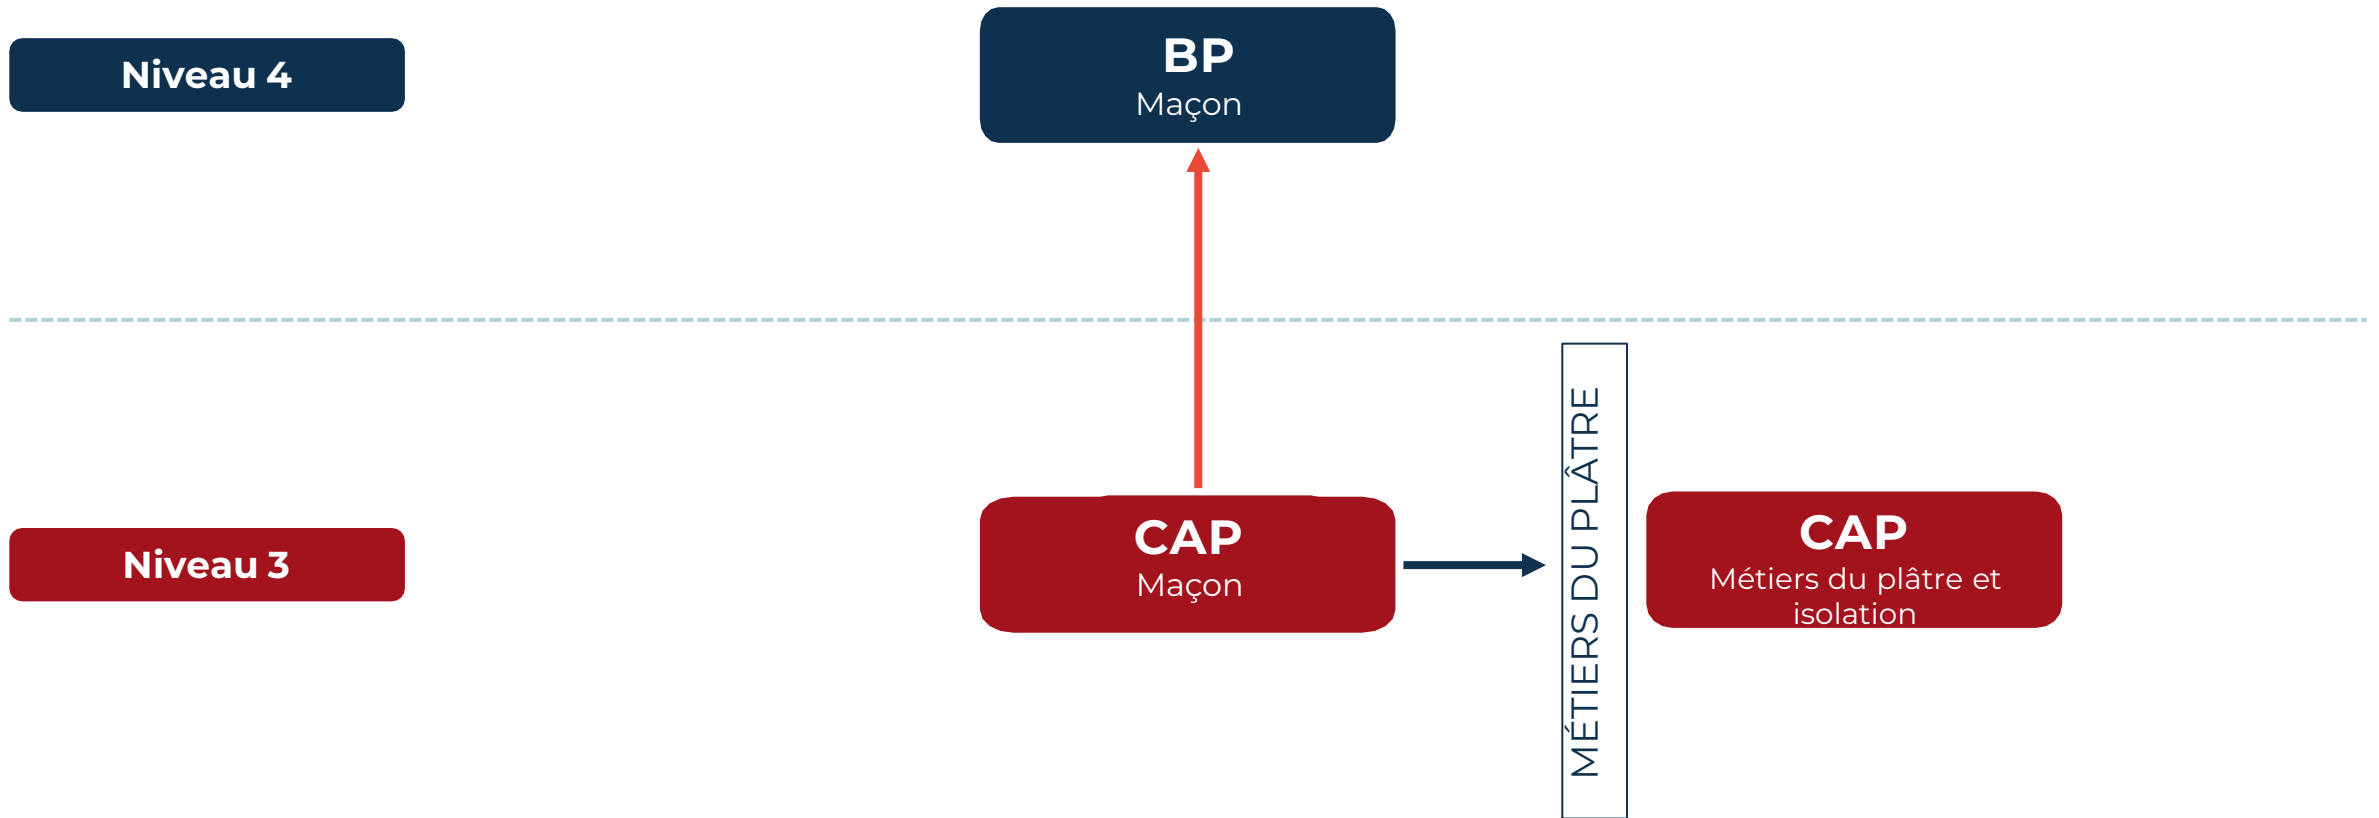 Niveau 4
BP
Maçon
MÉTIERS DU PLÂTRE
Niveau 3
CAP
Maçon
CAP
Métiers du plâtre et
isolation